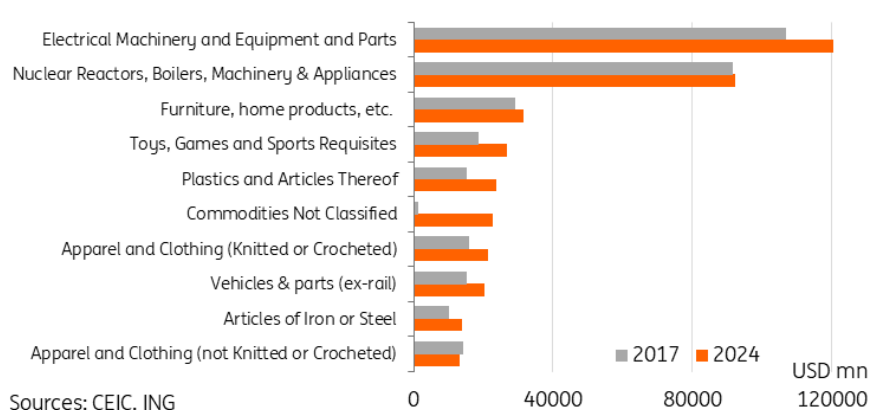 Electrical Machinery and Equipment and Parts
Nuclear Reactors, Boilers, Machinery & Appliances
Furniture, home products, etc.
Toys, Games and Sports Requisites
Plastics and Articles Thereof
Commodities Not Classified
Apparel and Clothing (Knitted or Crocheted)
Vehicles & parts (ex-rail)
Articles of Iron or Steel
Apparel and Clothing (not Knitted or Crocheted)
2017 2024
USD mn
0 40000 80000 120000
Sources: CEIC, ING